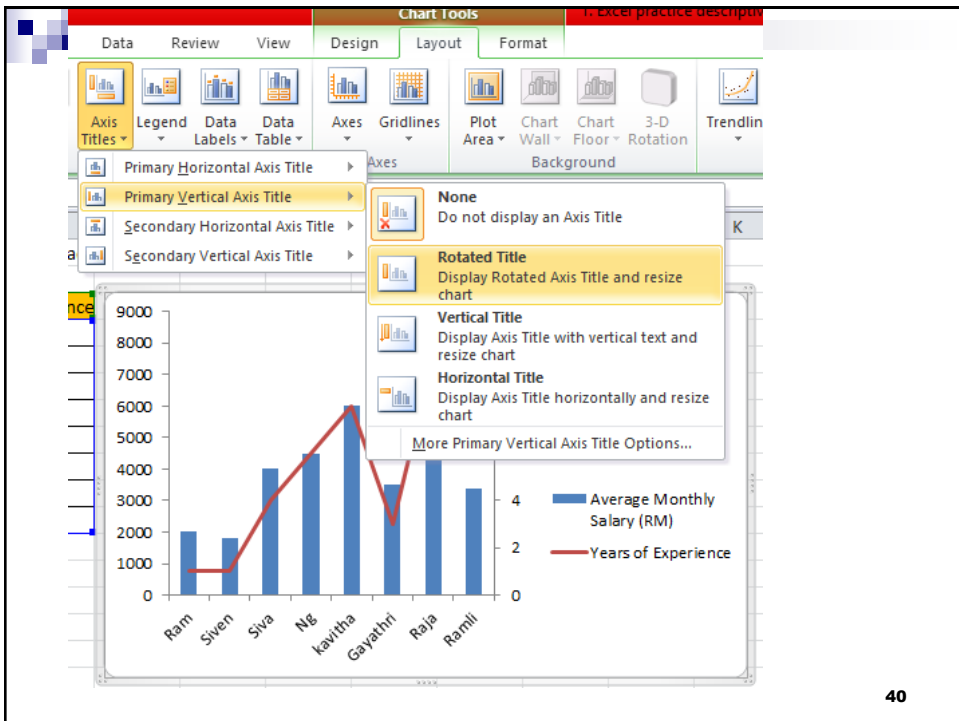 Chart Tools
1. Excel practice descriptiv
Data Review View Design Layout Format
Axis Titles
Legend
Data Labels
Data Table
Axes
Gridlines
Plot Area
Chart Wall
Chart Floor
3-D Rotation
Trendlin
Axes
Background
Primary Horizontal Axis Title
Primary Vertical Axis Title
Secondary Horizontal Axis Title
Secondary Vertical Axis Title
None
Do not display an Axis Title
Rotated Title
Display Rotated Axis Title and resize
chart
Vertical Title
Display Axis Title with vertical text and
resize chart
Horizontal Title
Display Axis Title horizontally and resize
chart
More Primary Vertical Axis Title Options...
K
a
nce
9000
8000
7000
6000
5000
4000
3000
2000
1000
0
4
2
0
Ram
Siven
Siva
Ng
kavitha
Gayathri
Raja
Ramli
Average Monthly
Salary (RM)
Years of Experience
40